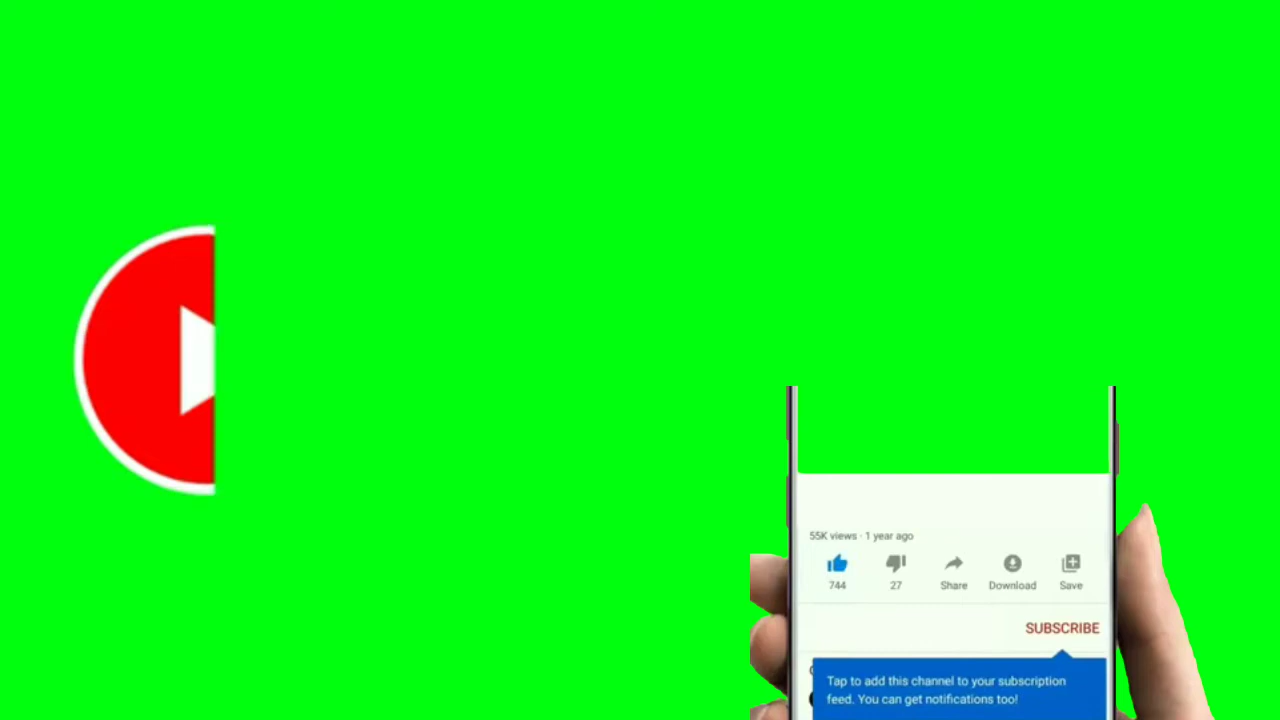 55K views · 1 year ago
744
27
Share
Download
Save
SUBSCRIBE
Tap to add this channel to your subscription
feed. You can get notifications too!